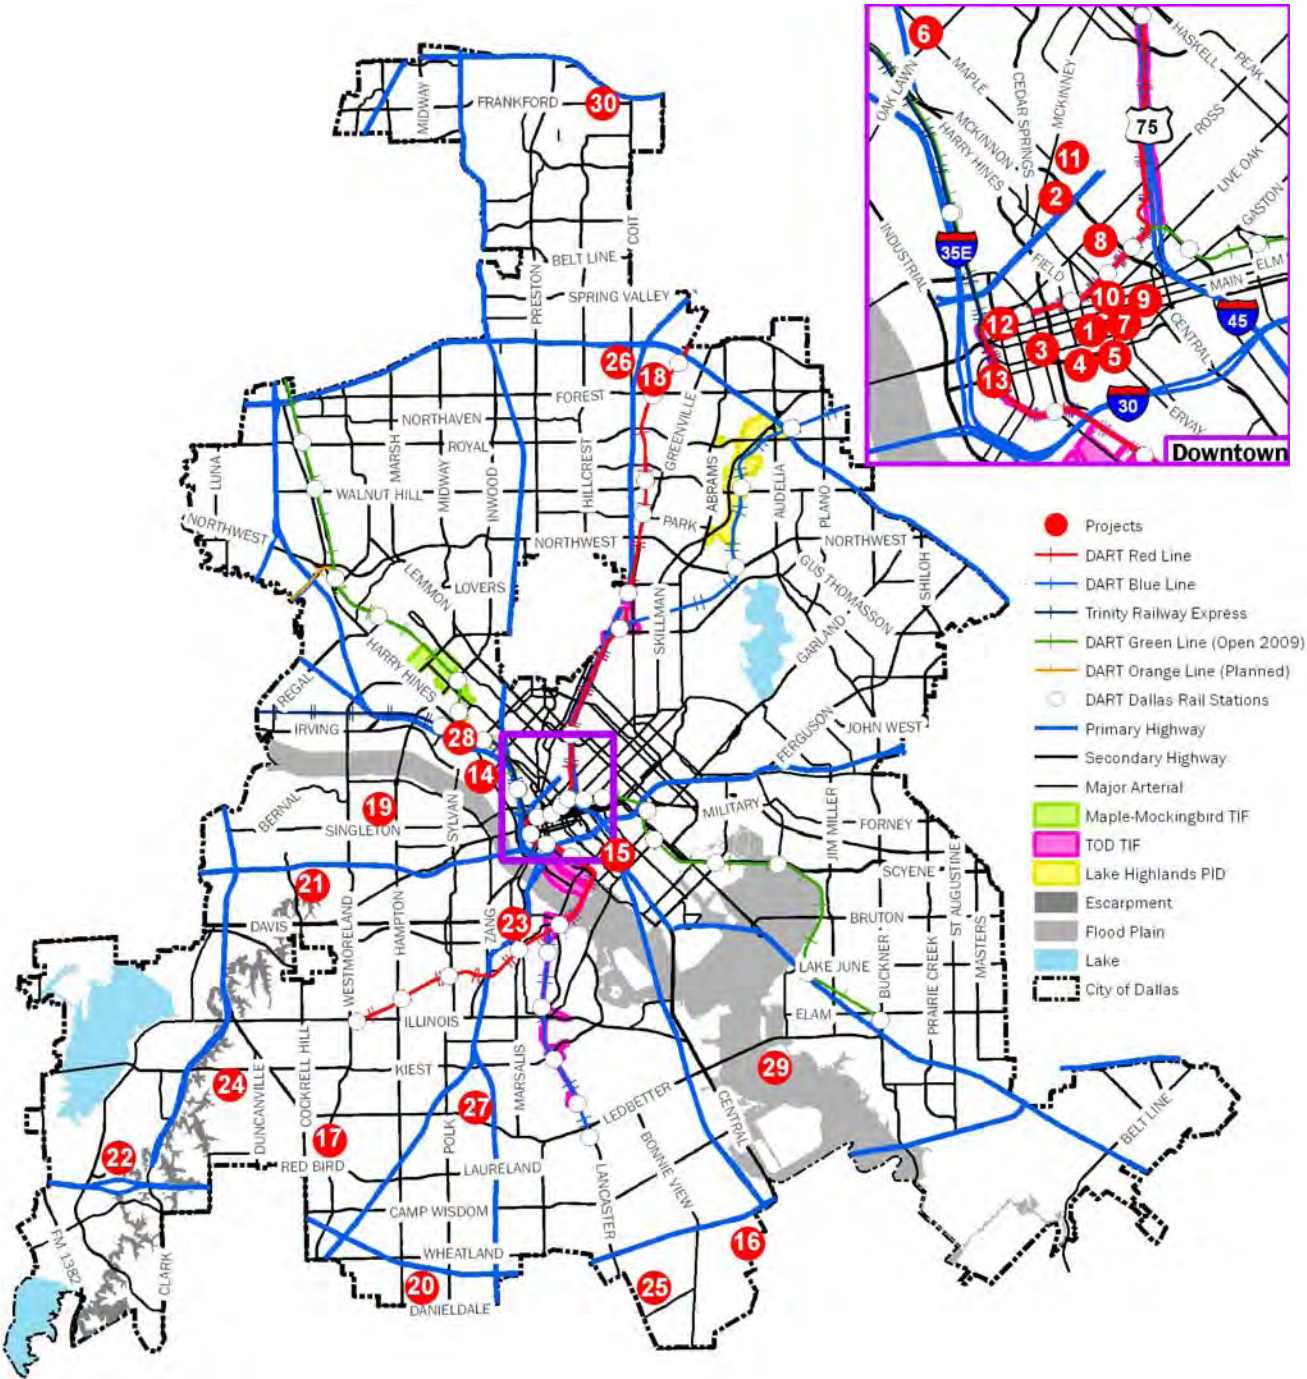 6
HASKELL
PEAK
MAPLE
OAK LAWN
CEDAR SPRINGS
MCKINNEY
MCKINNON
HARRY HINES
75
ROSS
11
LIVE OAK
2
GASTON
INDUSTRIAL
35E
8
FIELD
ELM
MAIN
10
9
12
1
7
45
3
4
5
CENTRAL
13
30
ERVAY
Downtown
MIDWAY
FRANKFORD
30
COIT
BELT LINE
PRESTON
SPRING VALLEY
26
18
FOREST
NORTHAVEN
GREENVILLE
LUNA
MARSH
ROYAL
MIDWAY
INWOOD
HILLCREST
ABRAMS
AUDELIA
PLANO
WALNUT HILL
PARK
NORTHWEST
NORTHWEST
NORTHWEST
SHILOH
LEMMON
LOVERS
GUS THOMASSON
SKILLMAN
GARLAND
HARRY HINES
REGAL
IRVING
28
FERGUSON
JOHN WEST
14
BERNAL
19
SINGLETON
SYLVAN
MILITARY
JIM MILLER
FORNEY
15
SCYENE
21
WESTMORELAND
HAMPTON
ZANG
23
DAVIS
BRUTON
ST AUGUSTINE
MASTERS
LAKE JUNE
BUCKNER
PRAIRIE CREEK
ILLINOIS
ELAM
COCKRELL HILL
KIEST
MARSALIS
29
24
DUNCANVILLE
27
LEDBETTER
CENTRAL
BELT LINE
17
POLK
22
RED BIRD
LAURELAND
BONNIE VIEW
LANCASTER
CAMP WISDOM
FM 1382
CLARK
WHEATLAND
16
20
25
DANIELDALE
Projects
DART Red Line
DART Blue Line
Trinity Railway Express
DART Green Line (Open 2009)
DART Orange Line (Planned)
DART Dallas Rail Stations
Primary Highway
Secondary Highway
Major Arterial
Maple-Mockingbird TIF
TOD TIF
Lake Highlands PID
Escarpment
Flood Plain
Lake
City of Dallas